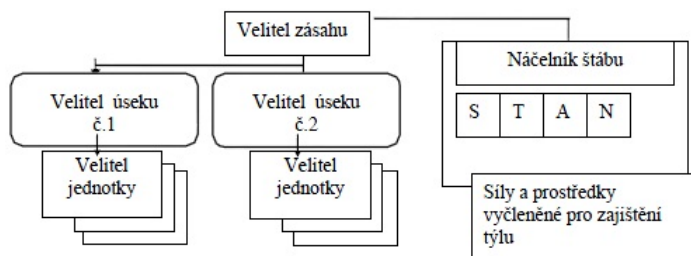 Velitel zásahu
Náčelník štábu
Velitel úseku
č.1
Velitel úseku
č.2
S T A N
Velitel
jednotky
Velitel
jednotky
Síly a prostředky
vyčleněné pro zajištění
týlu